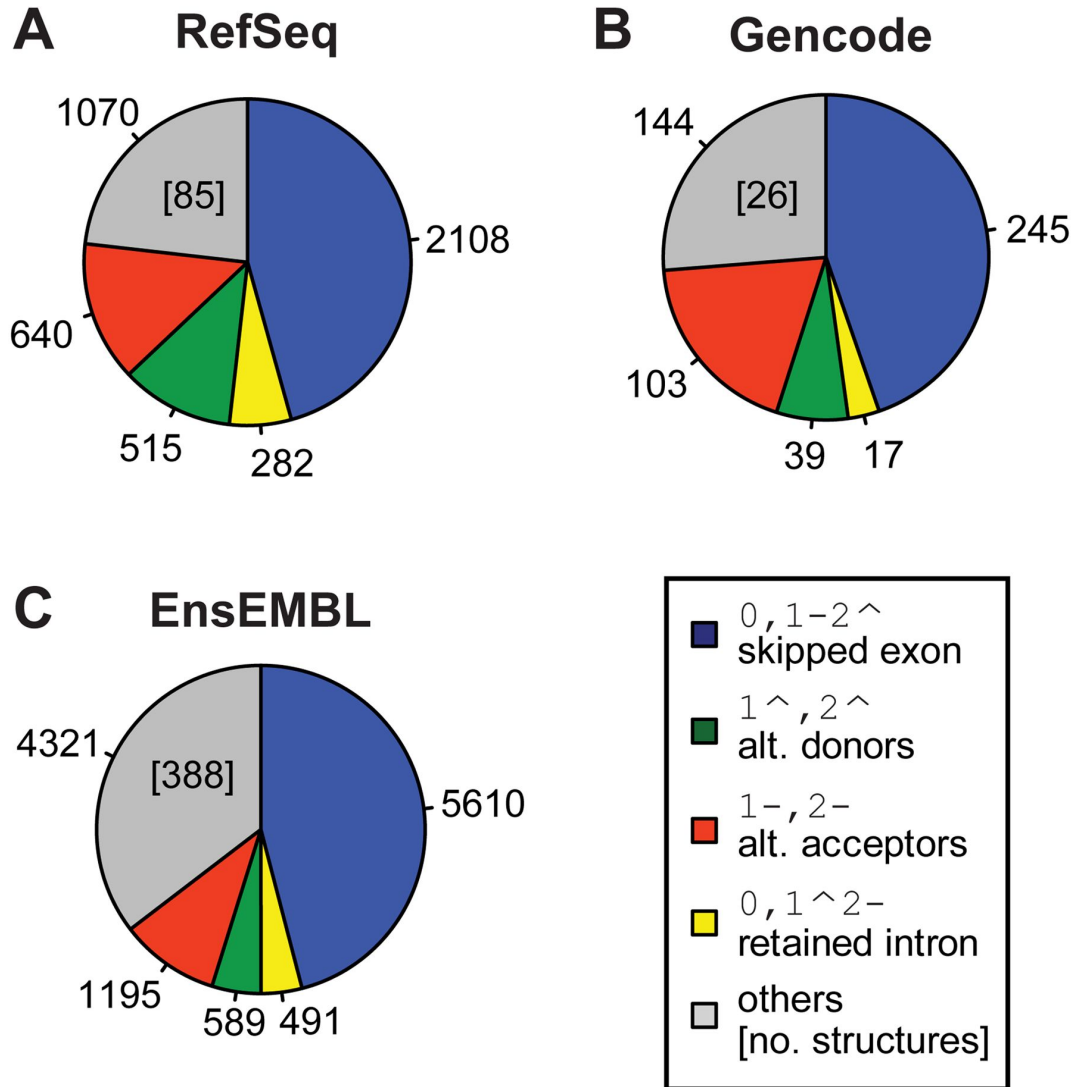 A RefSeq
1070
[85]
2108
640
515
282
B Gencode
144
[26]
245
103
39
17
C EnsEMBL
4321
[388]
5610
1195
589
491
0,1-2^
skipped exon
1^,2^
alt. donors
1-,2-
alt. acceptors
0,1^2-
retained intron
others
[no. structures]